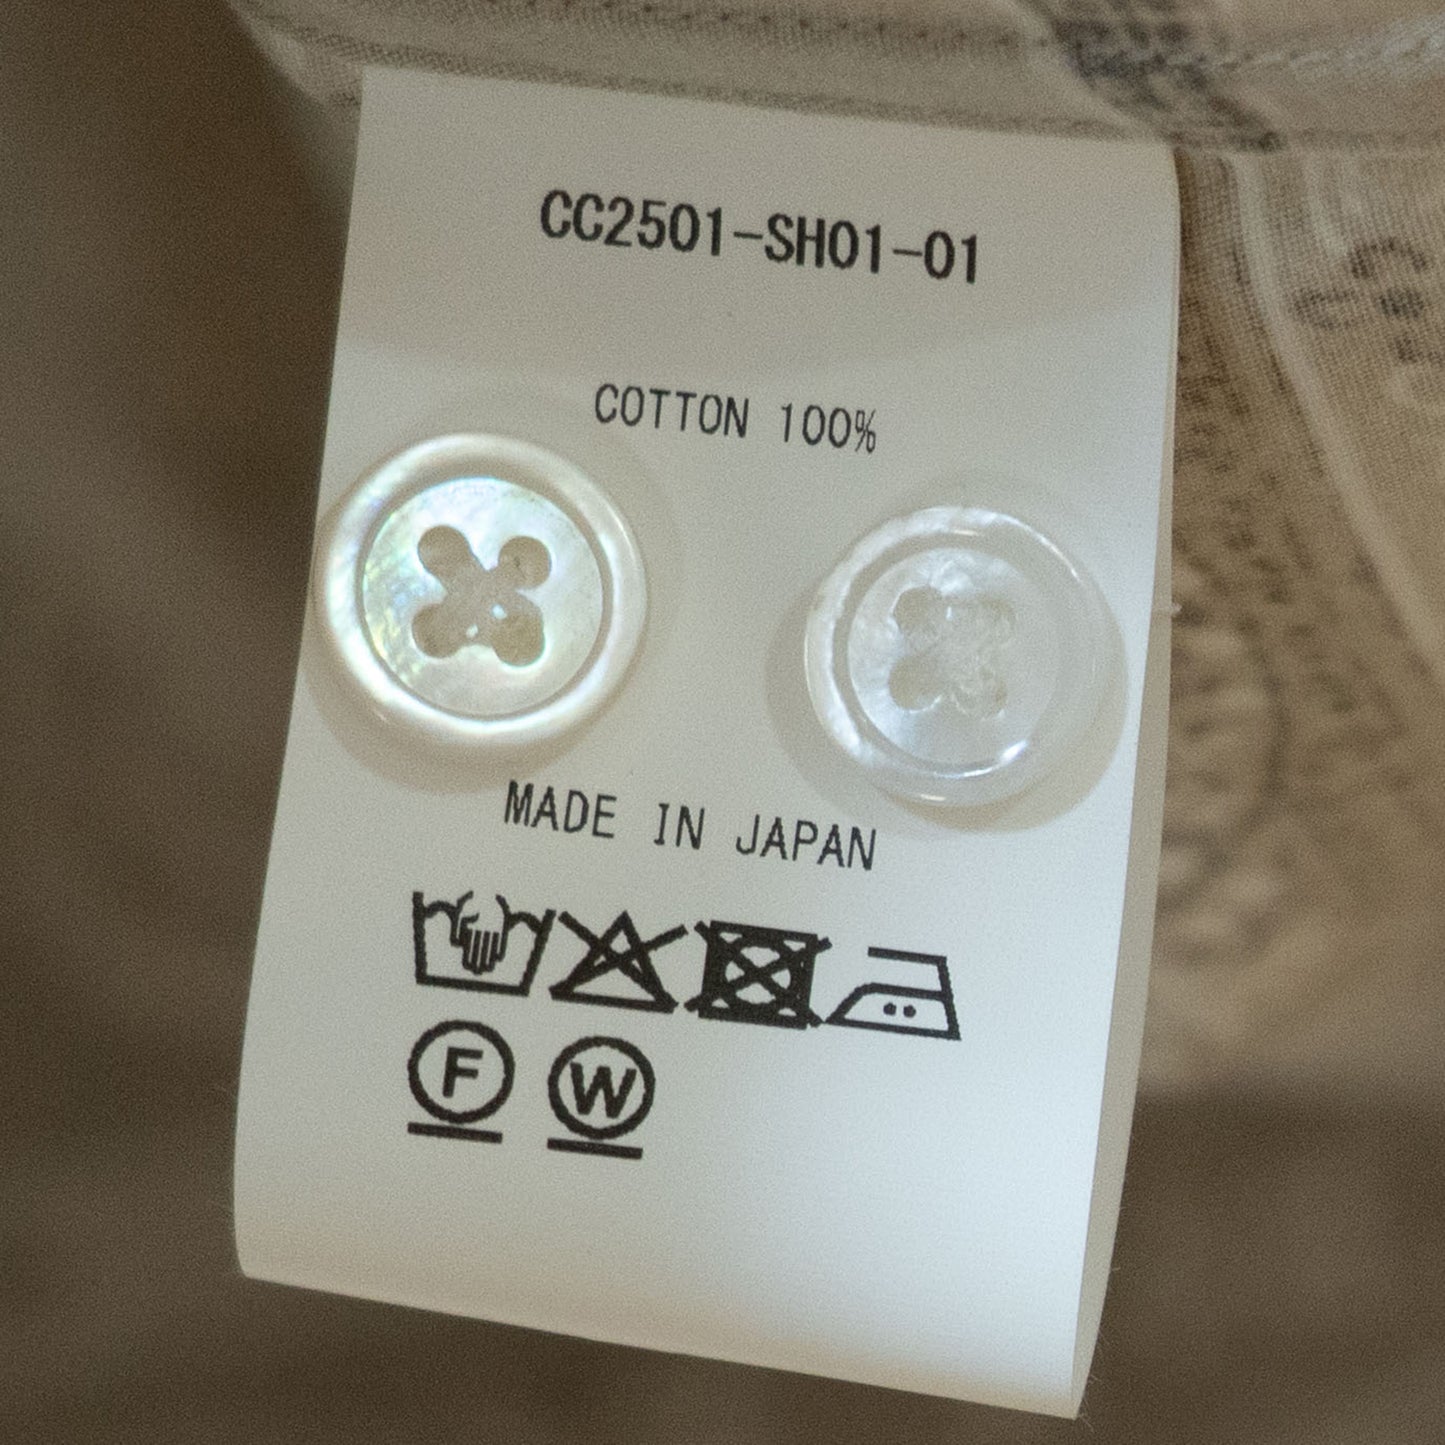 CC2501-SH01-01
COTTON 100%
MADE IN JAPAN
F W